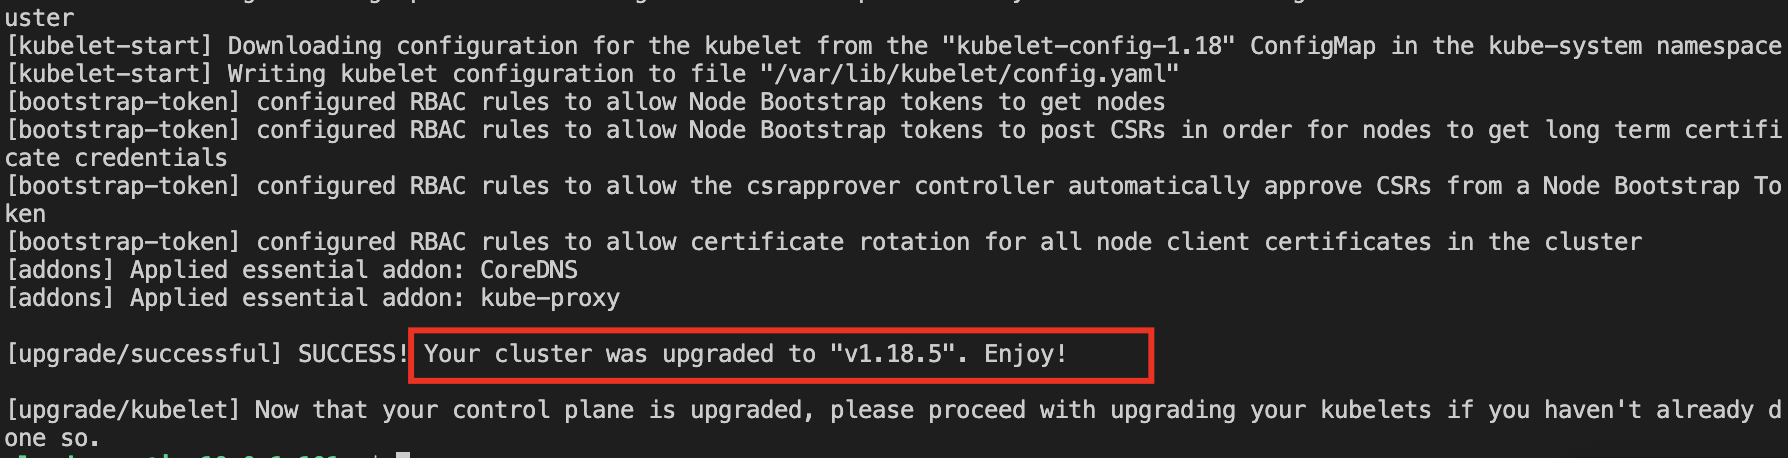 uster
[kubelet-start] Downloading configuration for the kubelet from the "kubelet-config-1.18" ConfigMap in the kube-system namespace
[kubelet-start] Writing kubelet configuration to file "/var/lib/kubelet/config.yaml"
[bootstrap-token] configured RBAC rules to allow Node Bootstrap tokens to get nodes
[bootstrap-token] configured RBAC rules to allow Node Bootstrap tokens to post CSRs in order for nodes to get long term certifi
cate credentials
[bootstrap-token] configured RBAC rules to allow the csrapprover controller automatically approve CSRs from a Node Bootstrap To
ken
[bootstrap-token] configured RBAC rules to allow certificate rotation for all node client certificates in the cluster
[addons] Applied essential addon: CoreDNS
[addons] Applied essential addon: kube-proxy
[upgrade/successful] SUCCESS! Your cluster was upgraded to "v1.18.5". Enjoy!
[upgrade/kubelet] Now that your control plane is upgraded, please proceed with upgrading your kubelets if you haven't already d
one so.